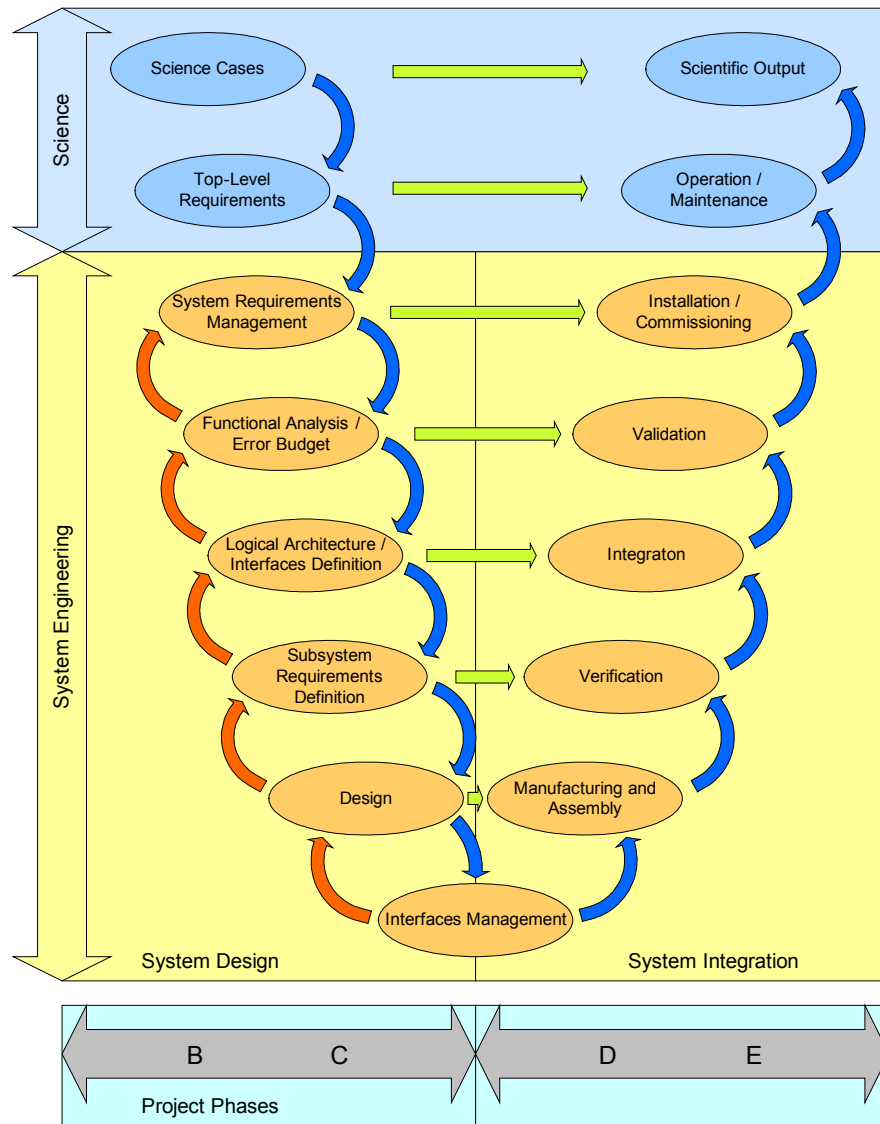 Science
Science Cases
Scientific Output
Top-Level
Requirements
Operation /
Maintenance
System Engineering
System Requirements
Management
Installation /
Commissioning
Functional Analysis /
Error Budget
Validation
Logical Architecture /
Interfaces Definition
Integraton
Subsystem
Requirements
Definition
Verification
Design
Manufacturing and
Assembly
Interfaces Management
System Design
System Integration
B
C
D
E
Project Phases